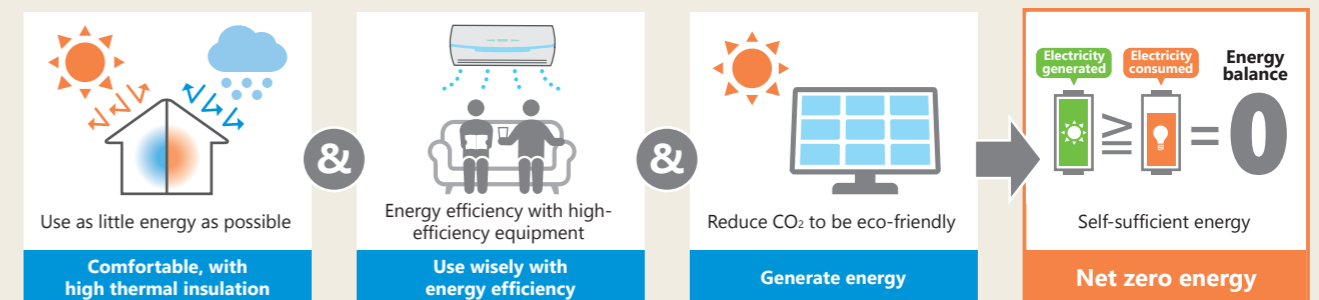 Use as little energy as possible
Comfortable, with
high thermal insulation
&
Energy efficiency with high-
efficiency equipment
Use wisely with
energy efficiency
&
Reduce CO₂ to be eco-friendly
Generate energy
Electricity
generated
≧
Electricity
consumed
=
Energy
balance
0
Self-sufficient energy
Net zero energy